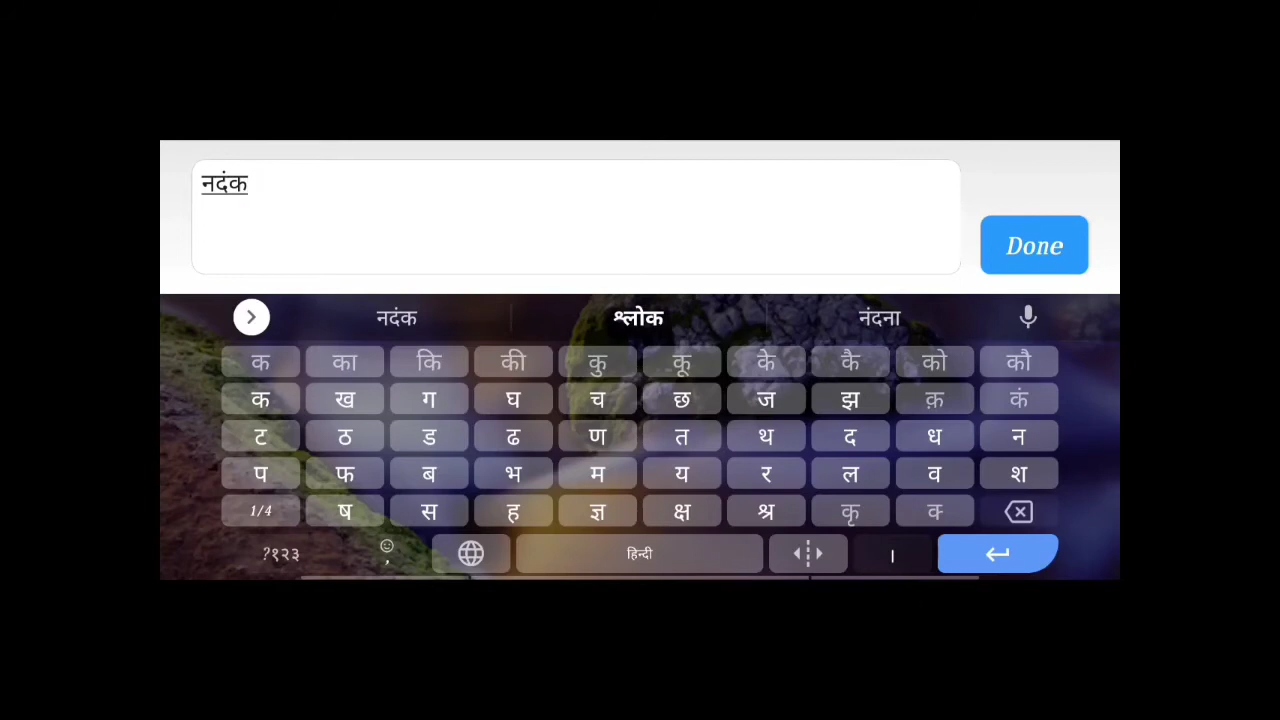 नदंक
Done
नदंक श्लोक नंदना
क का कि की कु कू के कै को कौ
क ख ग घ च छ ज झ क़ कं
ट ठ ड ढ ण त थ द ध न
प फ ब भ म य र ल व श
1/4 ष स ह ज्ञ क्ष श्र कृ क्
?१२३ , हिन्दी ।